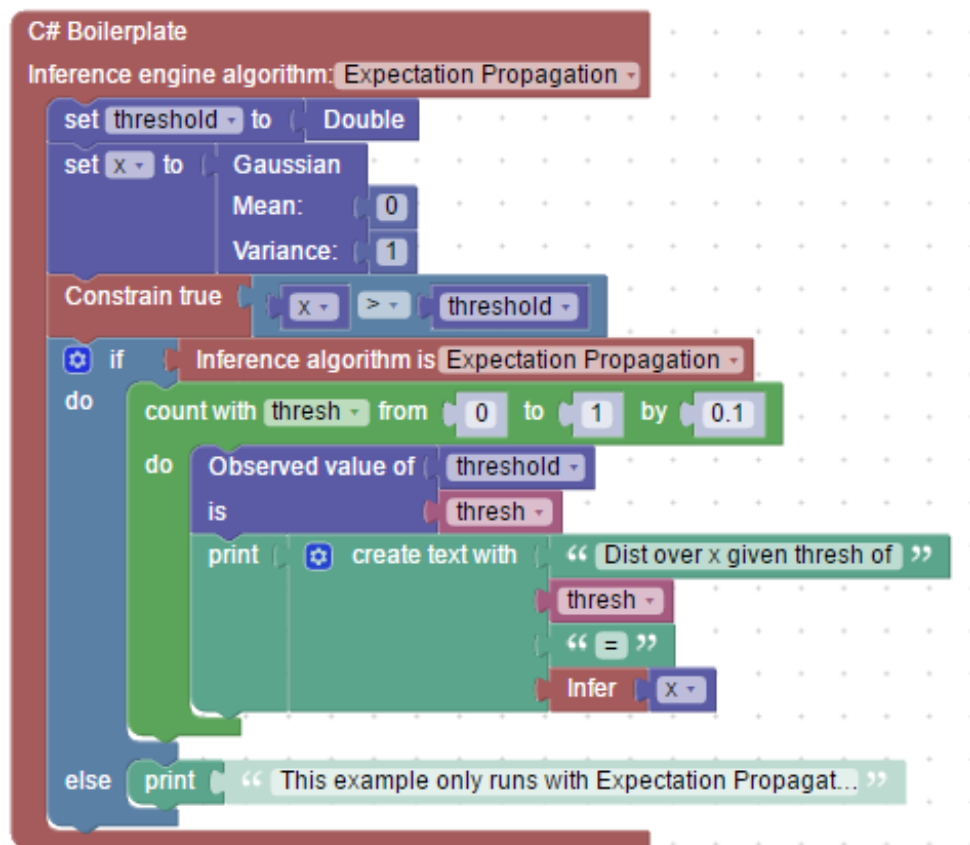 C# Boilerplate
Inference engine algorithm: Expectation Propagation
set threshold to Double
set x to Gaussian
Mean: 0
Variance: 1
Constrain true x > threshold
if Inference algorithm is Expectation Propagation
do count with thresh from 0 to 1 by 0.1
do Observed value of threshold
is thresh
print create text with “ Dist over x given thresh of ”
thresh
“ = ”
Infer x
else print “ This example only runs with Expectation Propagat... ”